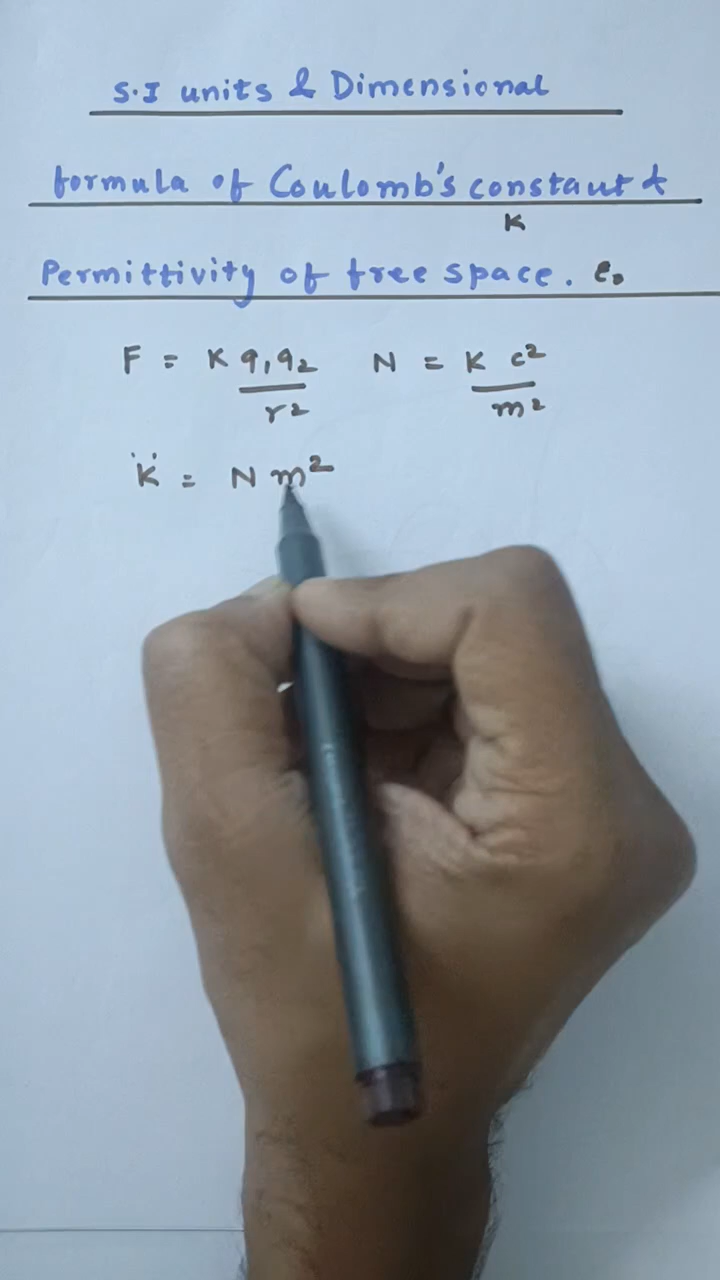 S.I units & Dimensional
formula of Coulomb's constant &
K
Permittivity of free space. ε₀
F = K q₁q₂ / r² N = K c² / m²
K = N m²